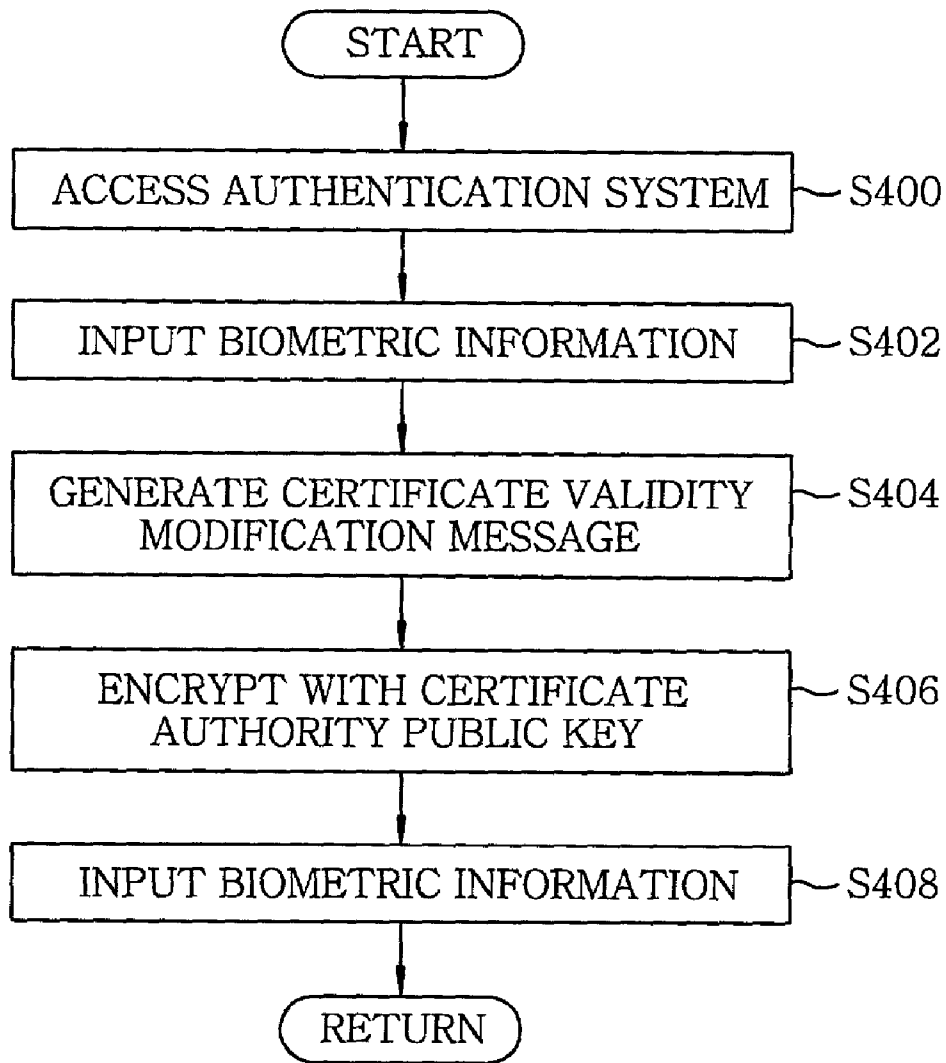 START
ACCESS AUTHENTICATION SYSTEM S400
INPUT BIOMETRIC INFORMATION S402
GENERATE CERTIFICATE VALIDITY S404
MODIFICATION MESSAGE
ENCRYPT WITH CERTIFICATE S406
AUTHORITY PUBLIC KEY
INPUT BIOMETRIC INFORMATION S408
RETURN